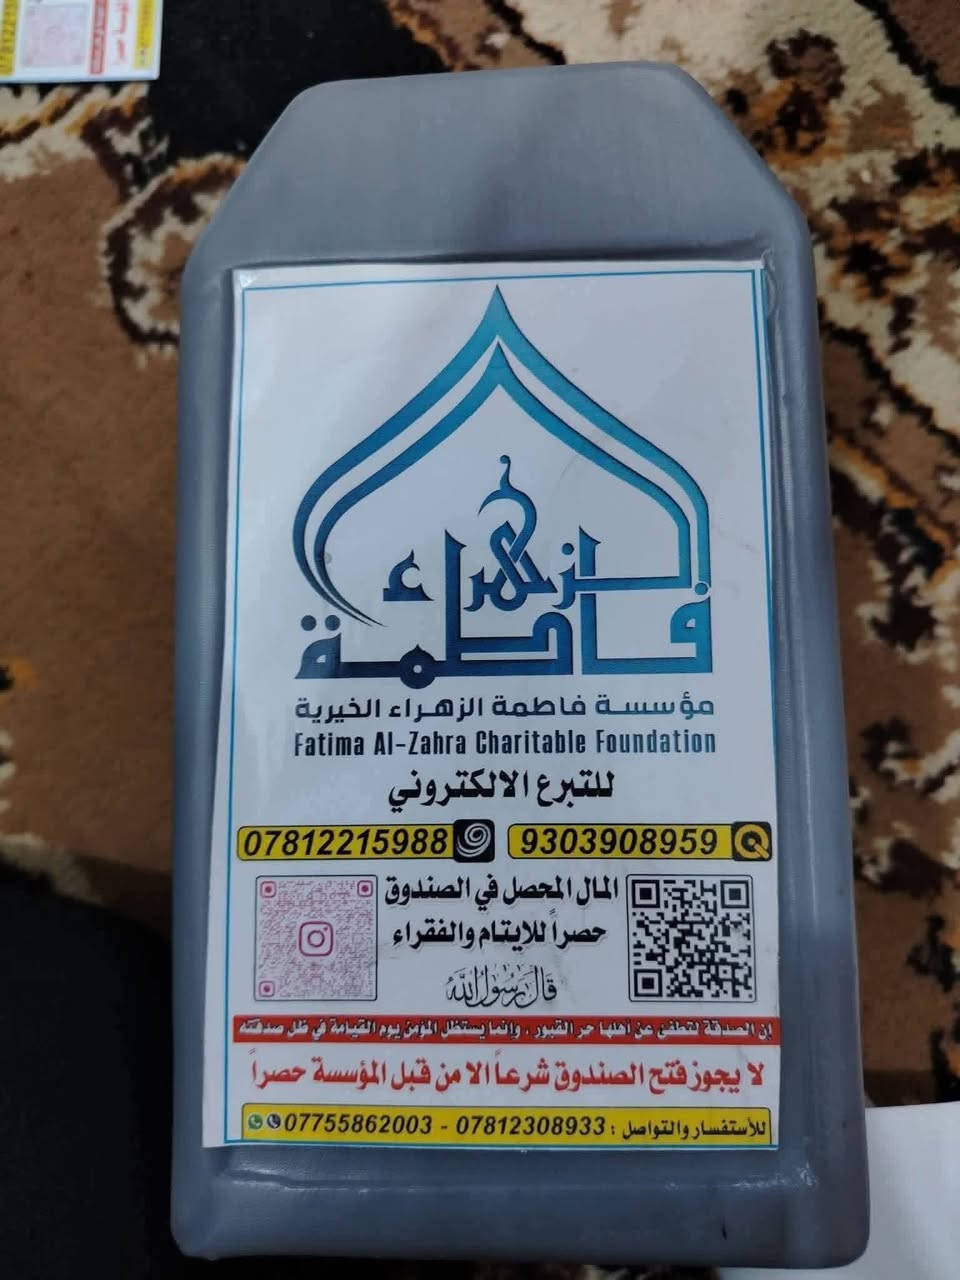 فاطمة الزهراء
مؤسسة فاطمة الزهراء الخيرية
Fatima Al-Zahra Charitable Foundation
للتبرع الالكتروني
07812215988
9303908959
المال المحصل في الصندوق
حصراً للايتام والفقراء
قال رسول الله
إن الصدقة لتطفئ عن أهلها حر القبور ، وإنما يستظل المؤمن يوم القيامة في ظل صدقته
لا يجوز فتح الصندوق شرعاً الا من قبل المؤسسة حصراً
للأستفسار والتواصل : 07812308933 - 07755862003